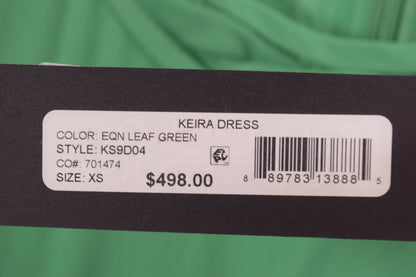 KEIRA DRESS
COLOR: EQN LEAF GREEN
STYLE: KS9D04
CO#: 701474
SIZE: XS $498.00
8 89783 13888 5